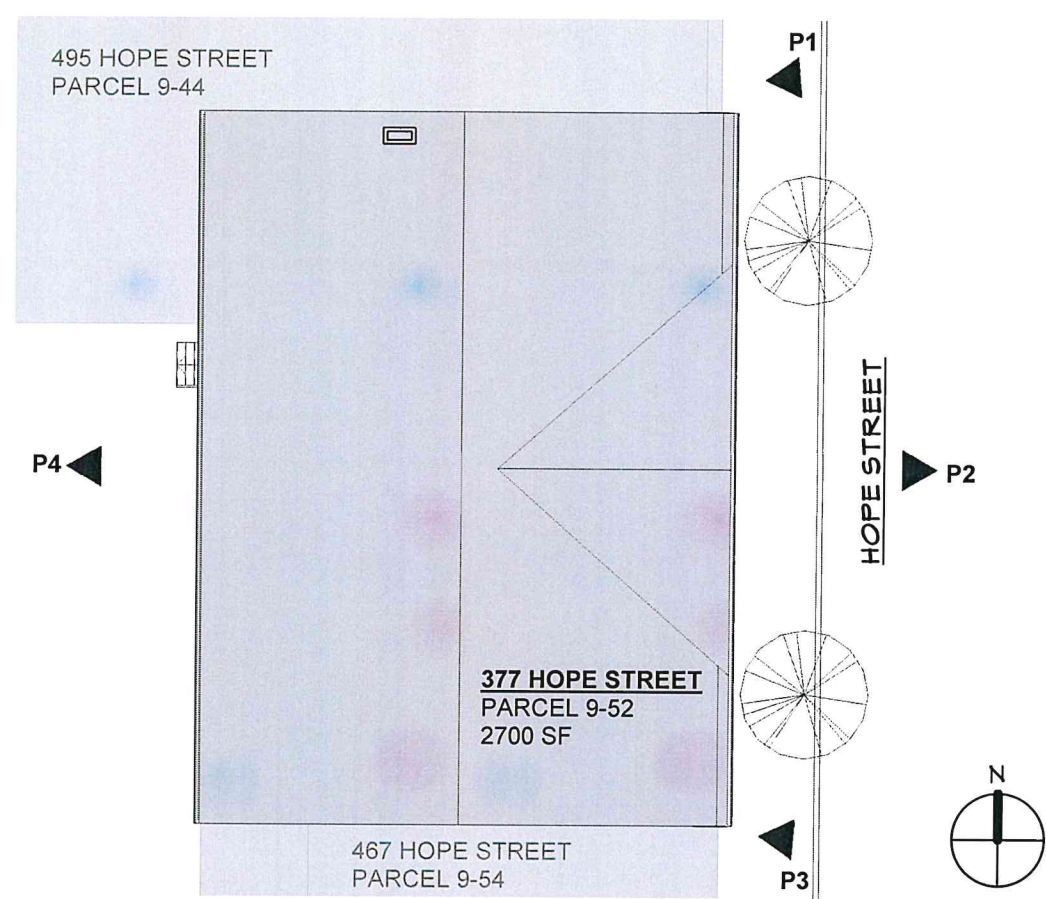 495 HOPE STREET
PARCEL 9-44
P1
HOPE STREET
P4
P2
377 HOPE STREET
PARCEL 9-52
2700 SF
N
467 HOPE STREET
PARCEL 9-54
P3